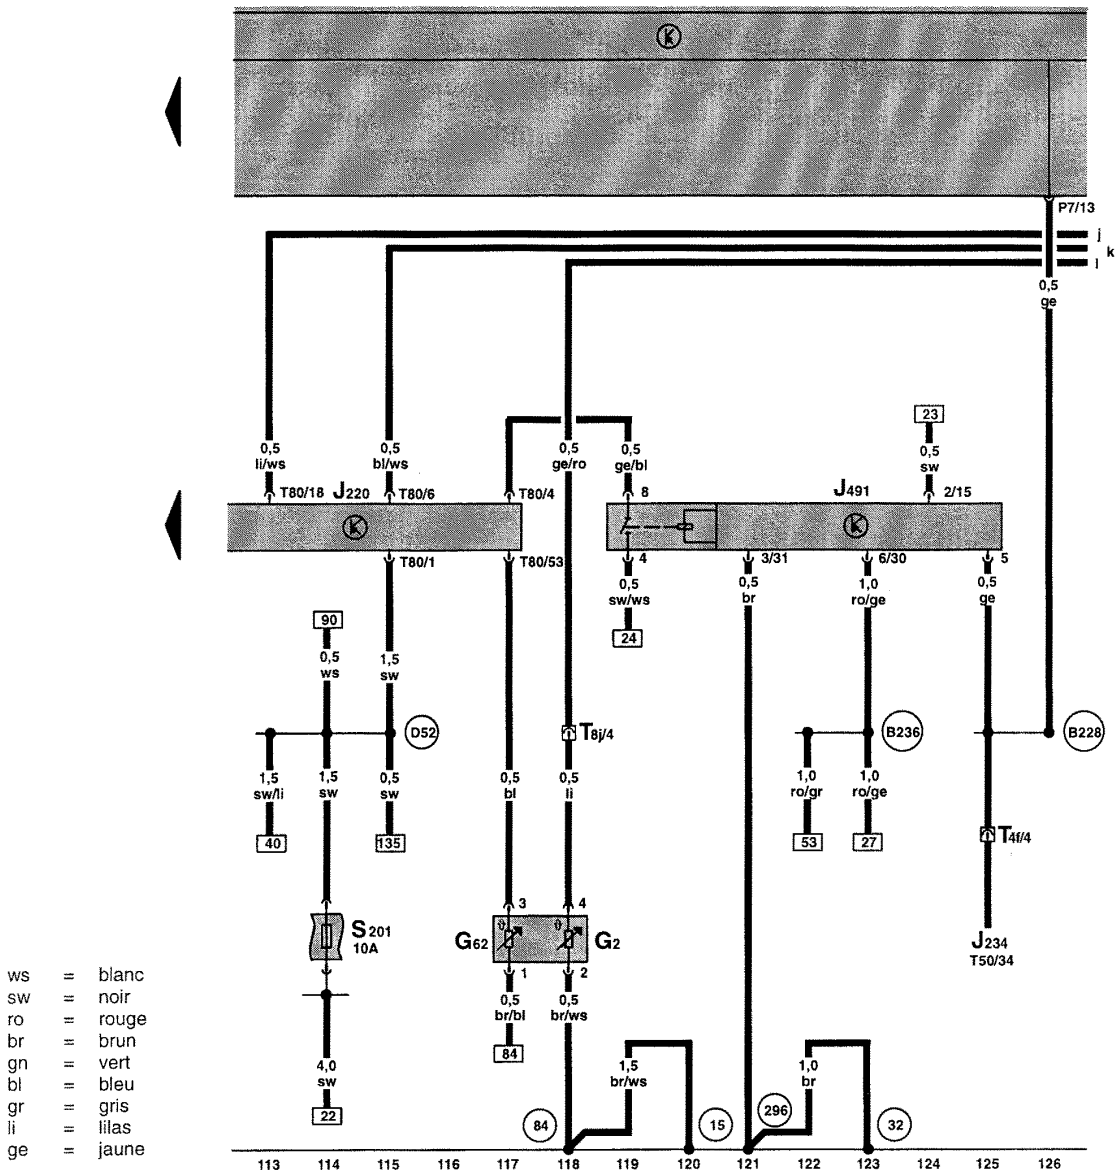 P7/13
j
k
l
0,5
ge
23
0,5
li/ws
0,5
bl/ws
0,5
ge/ro
0,5
ge/bl
0,5
sw
T80/18
J220
T80/6
T80/4
8
J491
2/15
T80/1
T80/53
4
3/31
6/30
5
0,5
sw/ws
0,5
br
1,0
ro/ge
0,5
ge
90
24
0,5
ws
1,5
sw
D52
T8j/4
B236
B228
1,5
sw/li
1,5
sw
0,5
sw
0,5
bl
0,5
li
1,0
ro/gr
1,0
ro/ge
40
135
53
27
T4f/4
3
4
S201
10A
G62
G2
J234
T50/34
1
2
0,5
br/bl
0,5
br/ws
84
ws = blanc
sw = noir
ro = rouge
br = brun
gn = vert
bl = bleu
gr = gris
li = lilas
ge = jaune
4,0
sw
22
1,5
br/ws
1,0
br
84
15
296
32
113 114 115 116 117 118 119 120 121 122 123 124 125 126